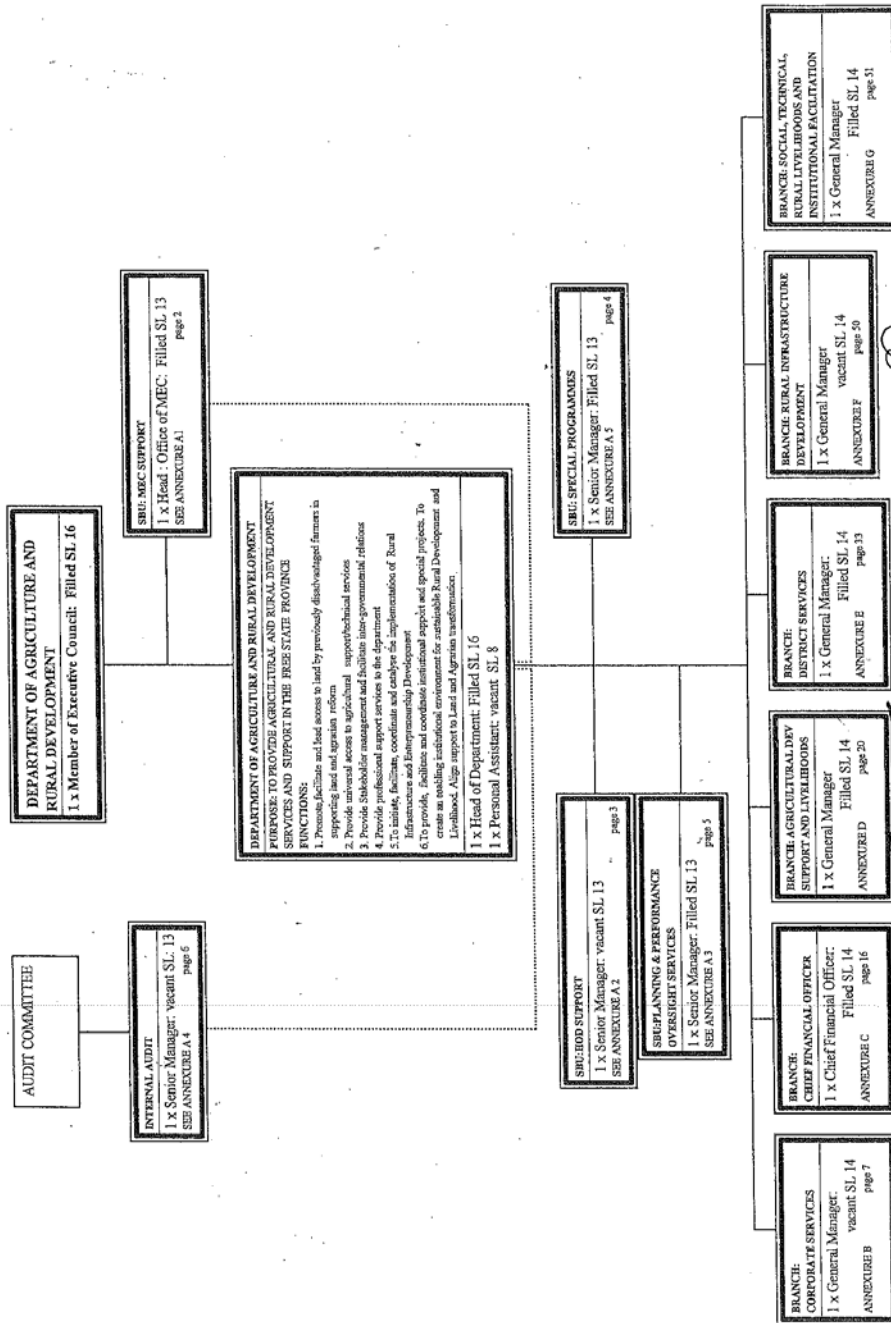 AUDIT COMMITTEE
DEPARTMENT OF AGRICULTURE AND
RURAL DEVELOPMENT
1 x Member of Executive Council: Filled SL 16
INTERNAL AUDIT
1 x Senior Manager: vacant SL: 13
SEE ANNEXURE A 4 page 6
SBU: MEC SUPPORT
1 x Head : Office of MEC: Filled SL 13
SEE ANNEXURE A1 page 2
DEPARTMENT OF AGRICULTURE AND RURAL DEVELOPMENT
PURPOSE: TO PROVIDE AGRICULTURAL AND RURAL DEVELOPMENT
SERVICES AND SUPPORT IN THE FREE STATE PROVINCE
FUNCTIONS:
1. Promote, facilitate and lead access to land by previously disadvantaged farmers in
supporting land and agrarian reform
2. Provide universal access to agricultural support/technical services
3. Provide Stakeholder management and facilitate inter-governmental relations
4. Provide professional support services to the department
5. To initiate, facilitate, coordinate and catalyse the implementation of Rural
Infrastructure and Enterpreneurship Development
6. To provide, facilitate and coordinate institutional support and special projects. To
create an enabling institutional environment for sustainable Rural Development and
Livelihood. Align support to Land and Agrarian transformation
1 x Head of Department: Filled SL 16
1 x Personal Assistant: vacant SL 8
SBU: HOD SUPPORT
1 x Senior Manager: vacant SL 13
SEE ANNEXURE A 2 page 3
SBU: SPECIAL PROGRAMMES
1 x Senior Manager: Filled SL 13
SEE ANNEXURE A 5 page 4
SBU:PLANNING & PERFORMANCE
OVERSIGHT SERVICES
1 x Senior Manager: Filled SL 13
SEE ANNEXURE A 3 page 5
BRANCH:
CORPORATE SERVICES
1 x General Manager:
vacant SL 14
ANNEXURE B page 7
BRANCH:
CHIEF FINANCIAL OFFICER
1 x Chief Financial Officer:
Filled SL 14
ANNEXURE C page 16
BRANCH: AGRICULTURAL DEV
SUPPORT AND LIVELIHOODS
1 x General Manager
Filled SL 14
ANNEXURE D page 20
BRANCH:
DISTRICT SERVICES
1 x General Manager:
Filled SL 14
ANNEXURE E page 33
BRANCH: RURAL INFRASTRUCTURE
DEVELOPMENT
1 x General Manager
vacant SL 14
ANNEXURE F page 50
BRANCH: SOCIAL, TECHNICAL,
RURAL LIVELIHOODS AND
INSTITUTIONAL FACILITATION
1 x General Manager
Filled SL 14
ANNEXURE G page 51